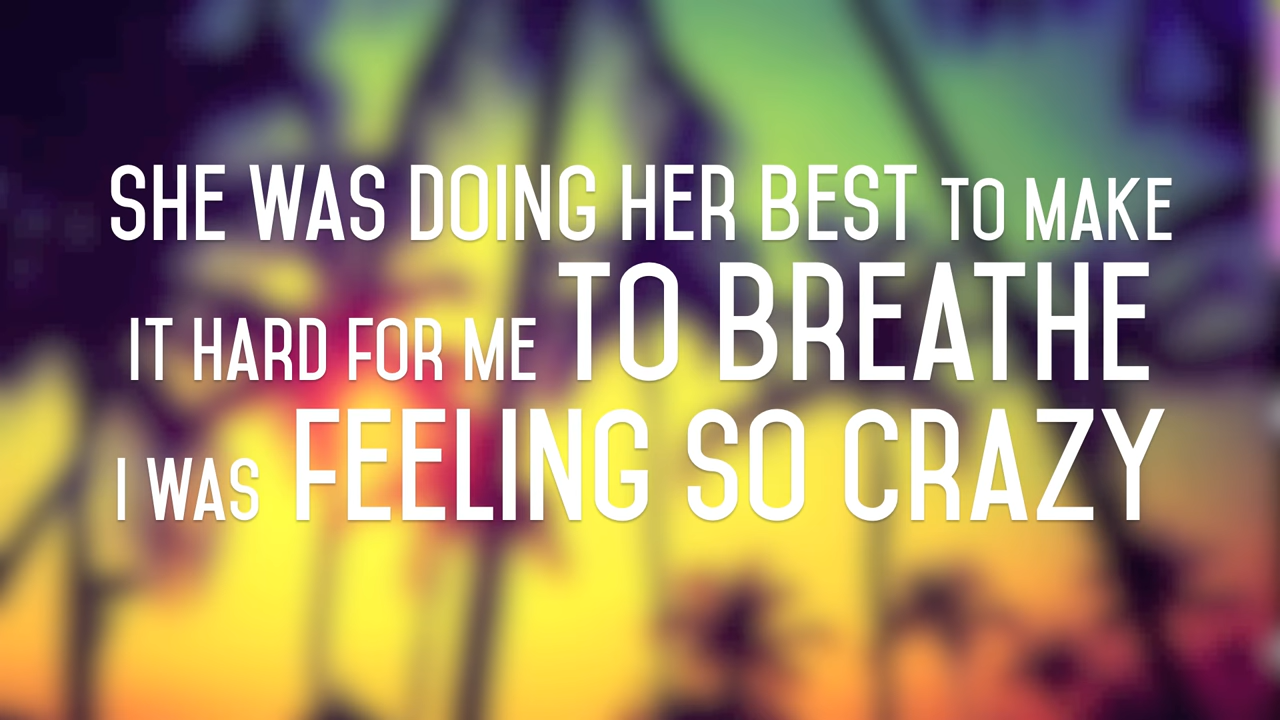 SHE WAS DOING HER BEST TO MAKE
IT HARD FOR ME TO BREATHE
I WAS FEELING SO CRAZY